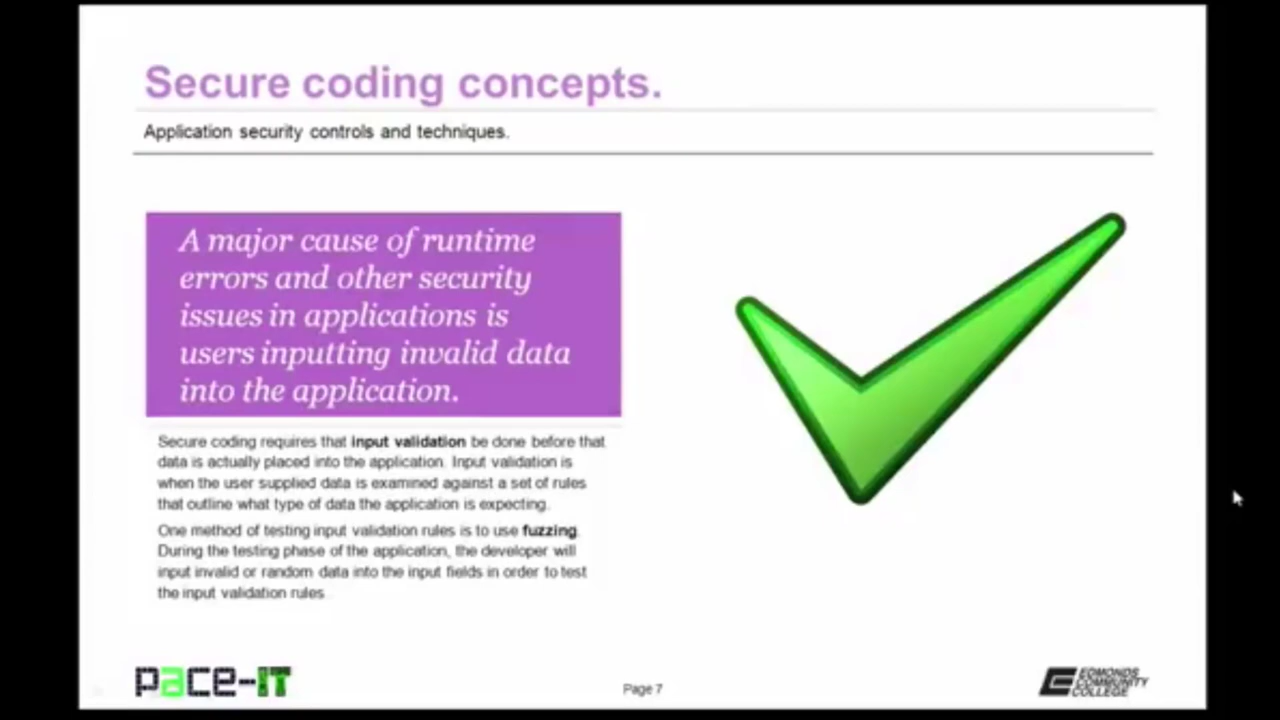 Secure coding concepts.
Application security controls and techniques.
A major cause of runtime
errors and other security
issues in applications is
users inputting invalid data
into the application.
Secure coding requires that input validation be done before that
data is actually placed into the application. Input validation is
when the user supplied data is examined against a set of rules
that outline what type of data the application is expecting.
One method of testing input validation rules is to use fuzzing.
During the testing phase of the application, the developer will
input invalid or random data into the input fields in order to test
the input validation rules.
pace-IT
Page 7
EDMONDS
COMMUNITY
COLLEGE